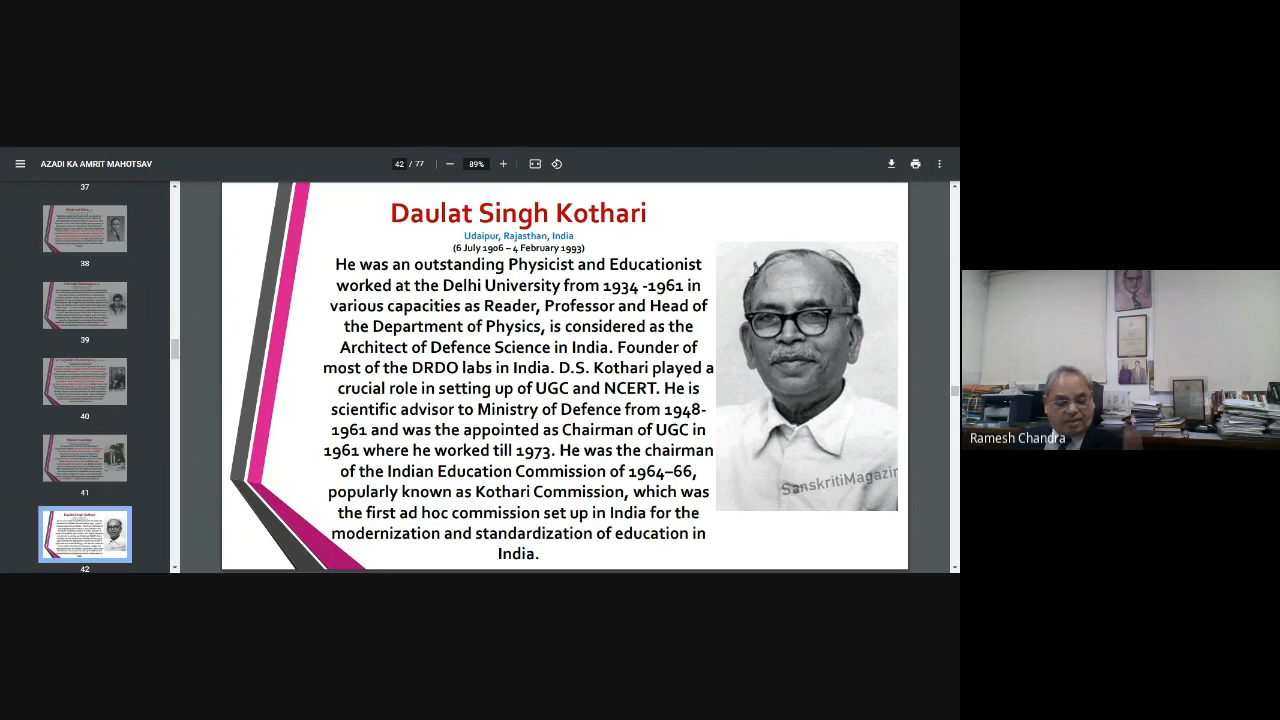 AZADI KA AMRIT MAHOTSAV
42 / 77
89%
37
38
39
40
41
42
Daulat Singh Kothari
Udaipur, Rajasthan, India
(6 July 1906 – 4 February 1993)
He was an outstanding Physicist and Educationist
worked at the Delhi University from 1934 -1961 in
various capacities as Reader, Professor and Head of
the Department of Physics, is considered as the
Architect of Defence Science in India. Founder of
most of the DRDO labs in India. D.S. Kothari played a
crucial role in setting up of UGC and NCERT. He is
scientific advisor to Ministry of Defence from 1948-
1961 and was the appointed as Chairman of UGC in
1961 where he worked till 1973. He was the chairman
of the Indian Education Commission of 1964–66,
popularly known as Kothari Commission, which was
the first ad hoc commission set up in India for the
modernization and standardization of education in
India.
SanskritiMagazin
Ramesh Chandra